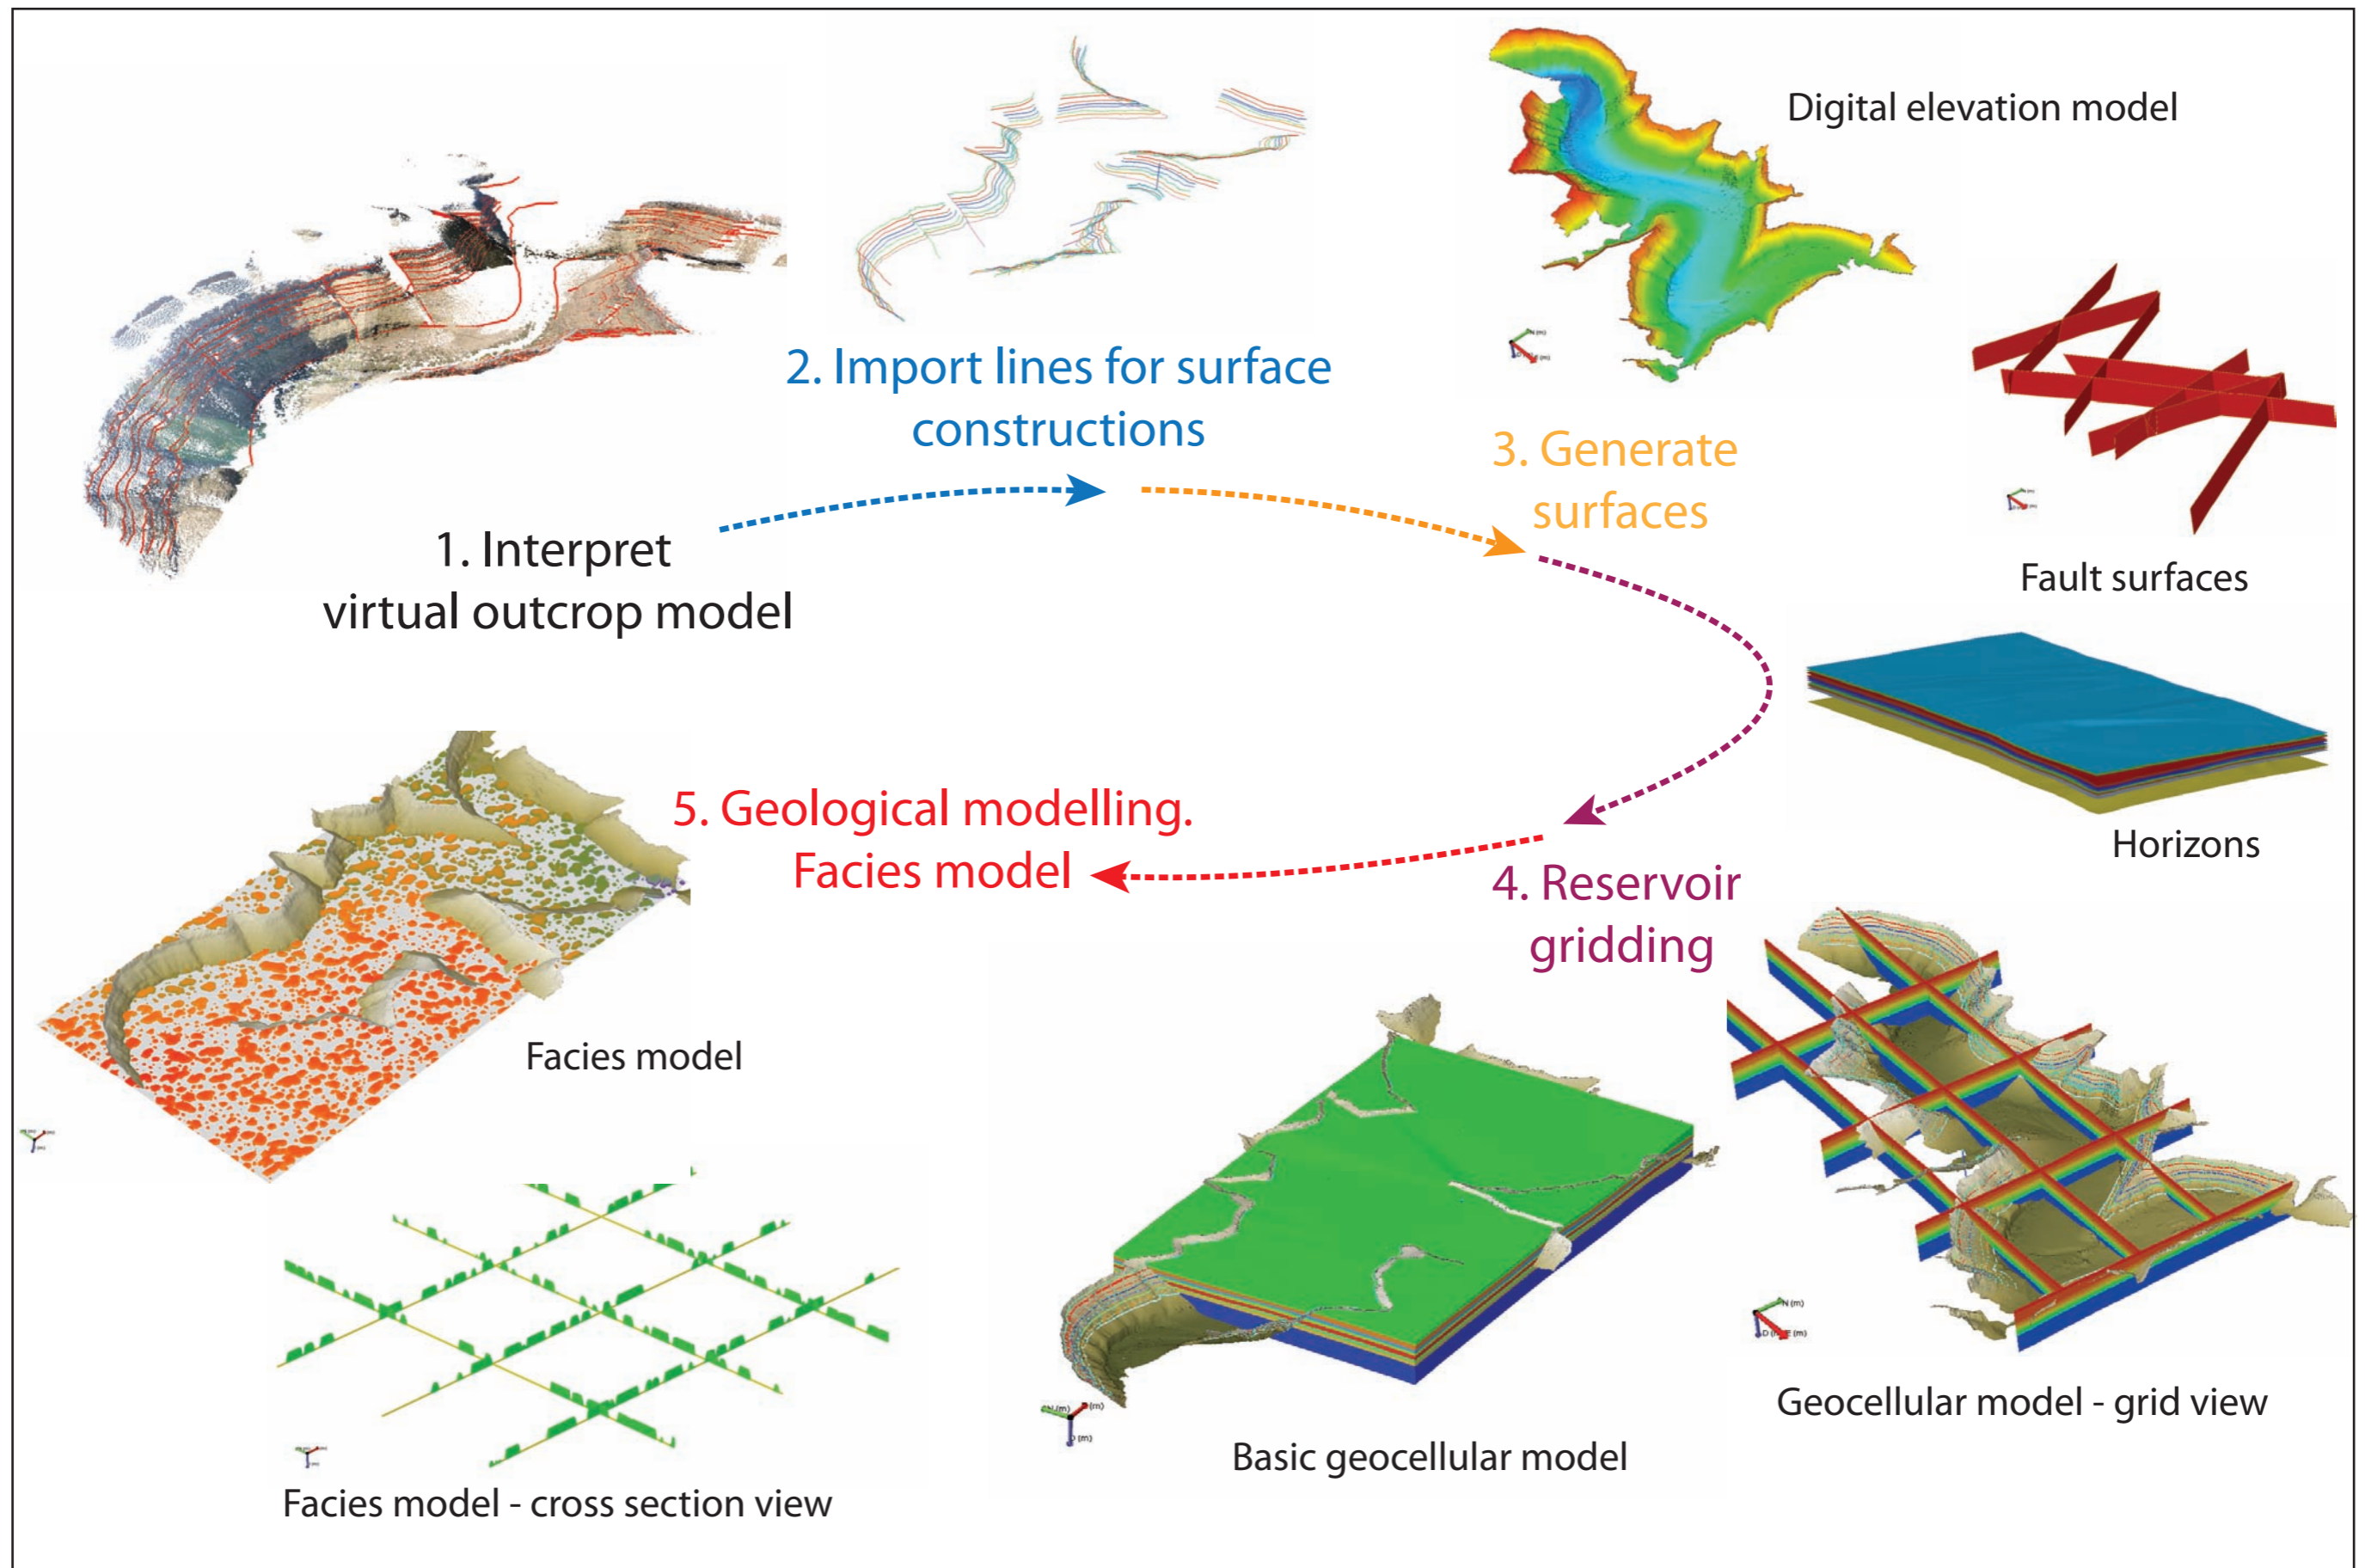 Digital elevation model
2. Import lines for surface
constructions
3. Generate
surfaces
1. Interpret
virtual outcrop model
Fault surfaces
Horizons
5. Geological modelling.
Facies model
4. Reservoir
gridding
Facies model
Geocellular model - grid view
Basic geocellular model
Facies model - cross section view